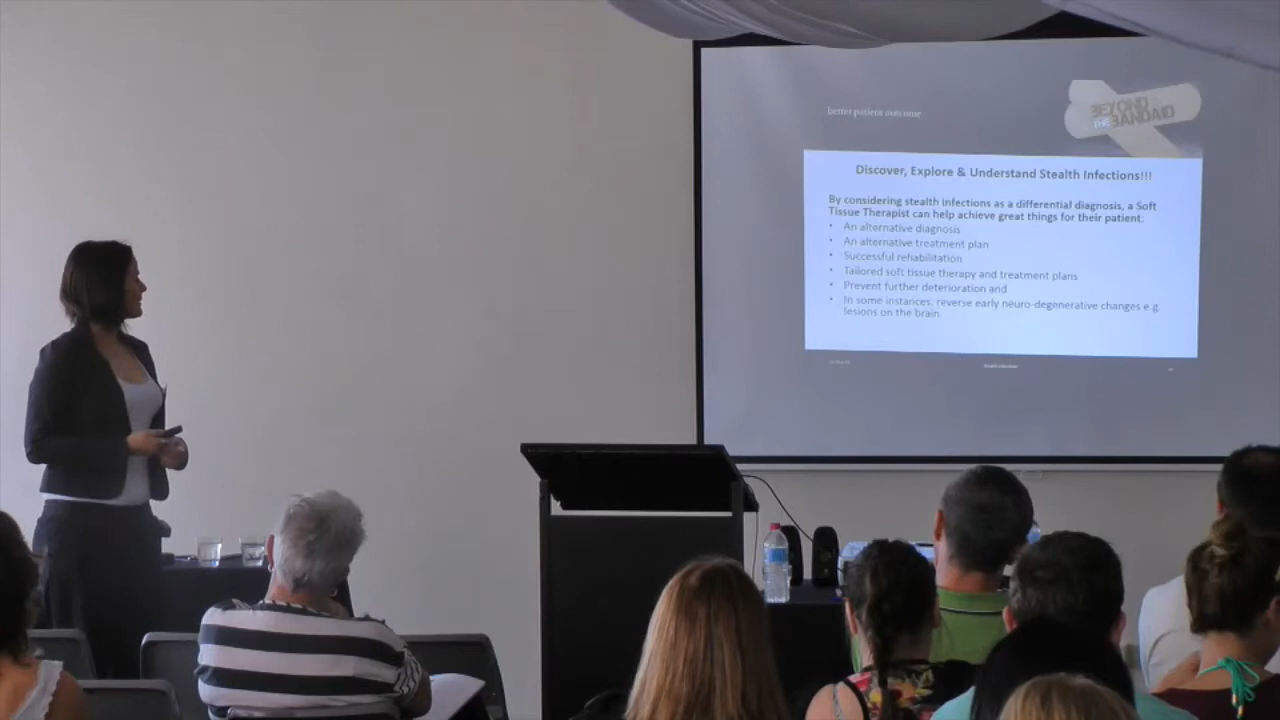 better patient outcome
BEYOND
THE BANDAID
Discover, Explore & Understand Stealth Infections!!!
By considering stealth infections as a differential diagnosis, a Soft
Tissue Therapist can help achieve great things for their patient:
• An alternative diagnosis
• An alternative treatment plan
• Successful rehabilitation
• Tailored soft tissue therapy and treatment plans
• Prevent further deterioration and
• In some instances, reverse early neuro-degenerative changes e.g.
lesions on the brain